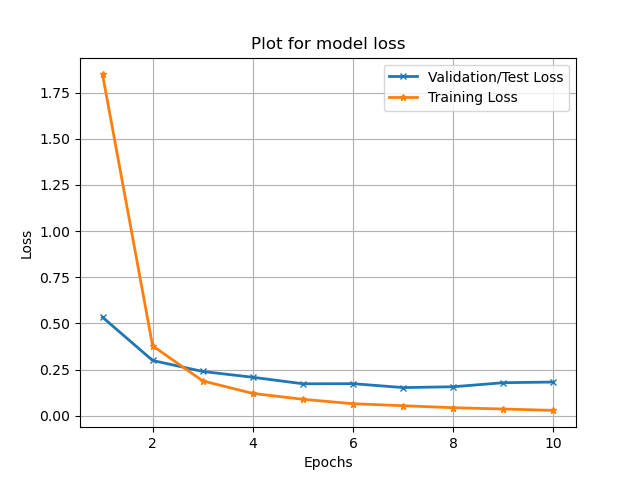 Plot for model loss
Validation/Test Loss
Training Loss
1.75
1.50
1.25
1.00
0.75
0.50
0.25
0.00
Loss
2 4 6 8 10
Epochs